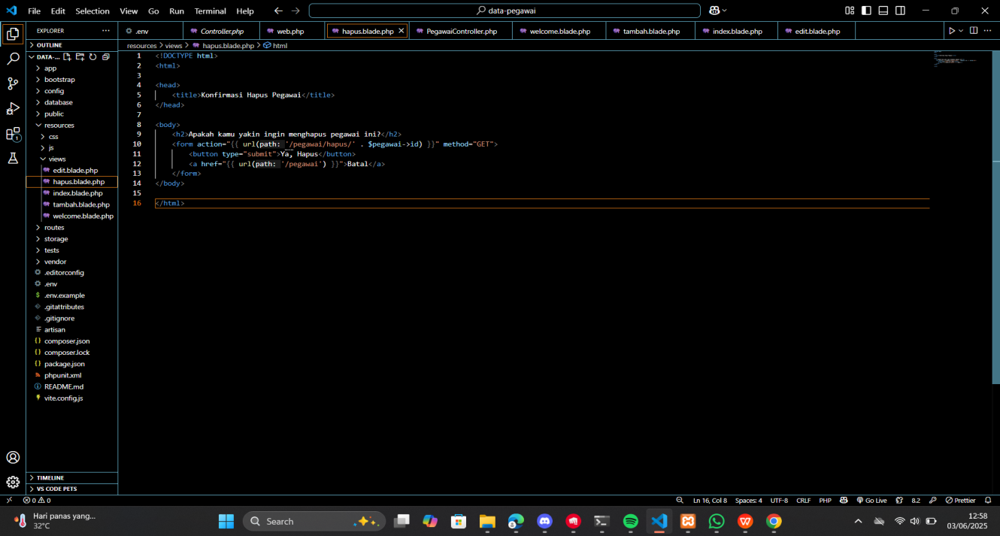 File Edit Selection View Go Run Terminal Help
data-pegawai
EXPLORER
.env
Controller.php
web.php
hapus.blade.php
PegawaiController.php
welcome.blade.php
tambah.blade.php
index.blade.php
edit.blade.php
OUTLINE
DATA-...
app
bootstrap
config
database
public
resources
css
js
views
edit.blade.php
hapus.blade.php
index.blade.php
tambah.blade.php
welcome.blade.php
routes
storage
tests
vendor
.editorconfig
.env
.env.example
.gitattributes
.gitignore
artisan
composer.json
composer.lock
package.json
phpunit.xml
README.md
vite.config.js
TIMELINE
VS CODE PETS
1
resources > views > hapus.blade.php > html
1 <!DOCTYPE html>
2 <html>
3
4 <head>
5 <title>Konfirmasi Hapus Pegawai</title>
6 </head>
7
8 <body>
9 <h2>Apakah kamu yakin ingin menghapus pegawai ini?</h2>
10 <form action="{{ url(path: '/pegawai/hapus/' . $pegawai->id) }}" method="GET">
11 <button type="submit">Ya, Hapus</button>
12 <a href="{{ url(path: '/pegawai') }}">Batal</a>
13 </form>
14 </body>
15
16 </html>
0 0
Ln 16, Col 8 Spaces: 4 UTF-8 CRLF PHP Go Live 8.2 Prettier
Hari panas yang...
32°C
Search
12:58
03/06/2025